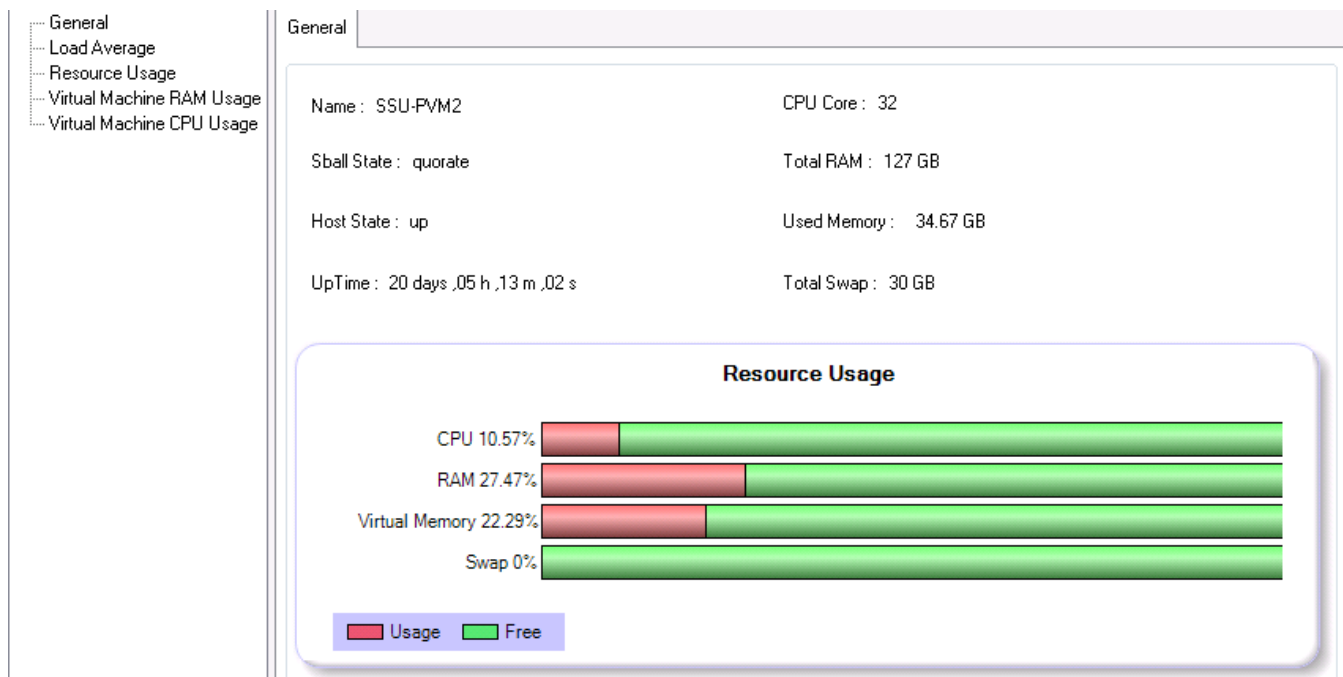 General
Load Average
Resource Usage
Virtual Machine RAM Usage
Virtual Machine CPU Usage
General
Name : SSU-PVM2
CPU Core : 32
Sball State : quorate
Total RAM : 127 GB
Host State : up
Used Memory : 34.67 GB
UpTime : 20 days ,05 h ,13 m ,02 s
Total Swap : 30 GB
Resource Usage
CPU 10.57%
RAM 27.47%
Virtual Memory 22.29%
Swap 0%
Usage Free